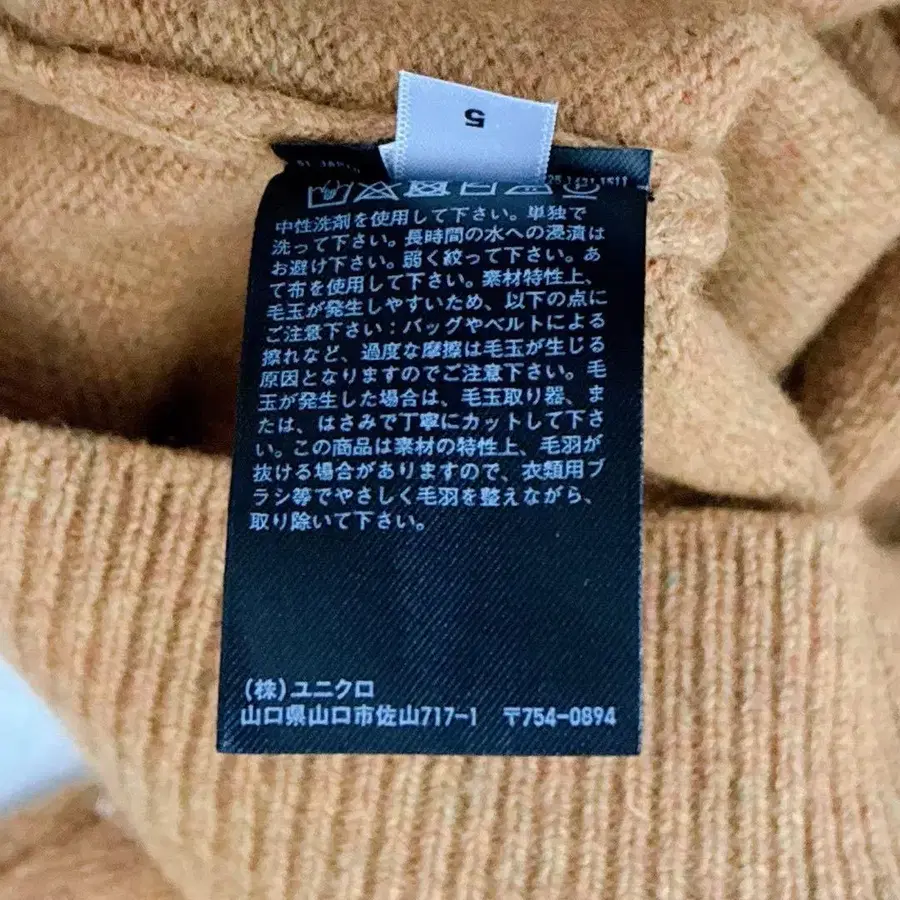 5
中性洗剤を使用して下さい。単独で
洗って下さい。長時間の水への浸漬は
お避け下さい。弱く絞って下さい。あ
て布を使用して下さい。素材特性上、
毛玉が発生しやすいため、以下の点に
ご注意下さい：バッグやベルトによる
擦れなど、過度な摩擦は毛玉が生じる
原因となりますのでご注意下さい。毛
玉が発生した場合は、毛玉取り器、ま
たは、はさみで丁寧にカットして下さ
い。この商品は素材の特性上、毛羽が
抜ける場合がありますので、衣類用ブ
ラシ等でやさしく毛羽を整えながら、
取り除いて下さい。
(株)ユニクロ
山口県山口市佐山717-1 〒754-0894